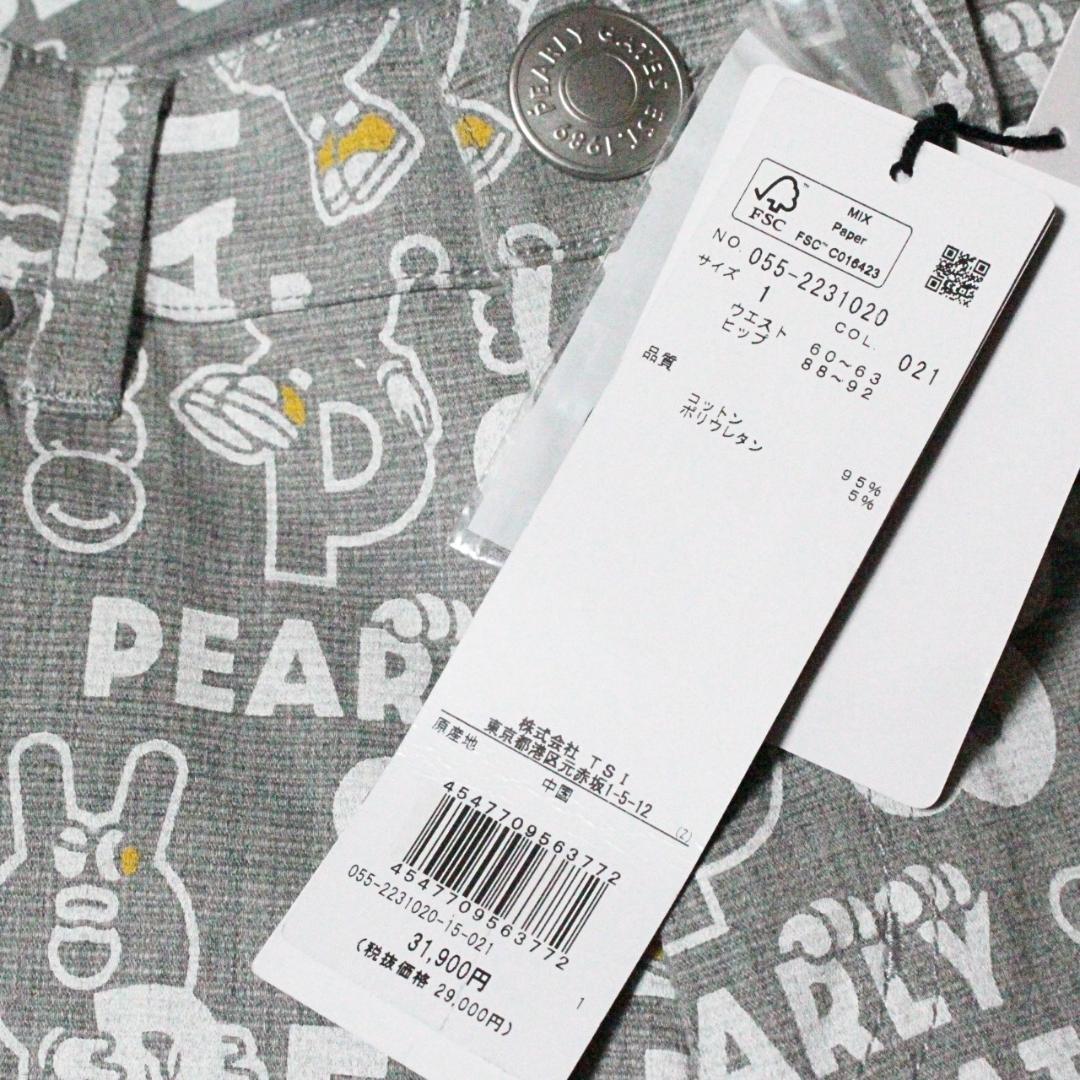 PEARLY GATES EST. 1989
FSC™
MIX
Paper
FSC™ C016423
NO. 055-2231020
サイズ
1
COL. 021
ウエスト 60~63
ヒップ 88~92
品質
コットン 95%
ポリウレタン 5%
株式会社 TSI
東京都港区元赤坂1-5-12
原産地
中国
(Z)
4547709563772
4547709563772
055-2231020-15-021
31,900円
(税抜価格 29,000円)
1
P
PEAR
PEARLY